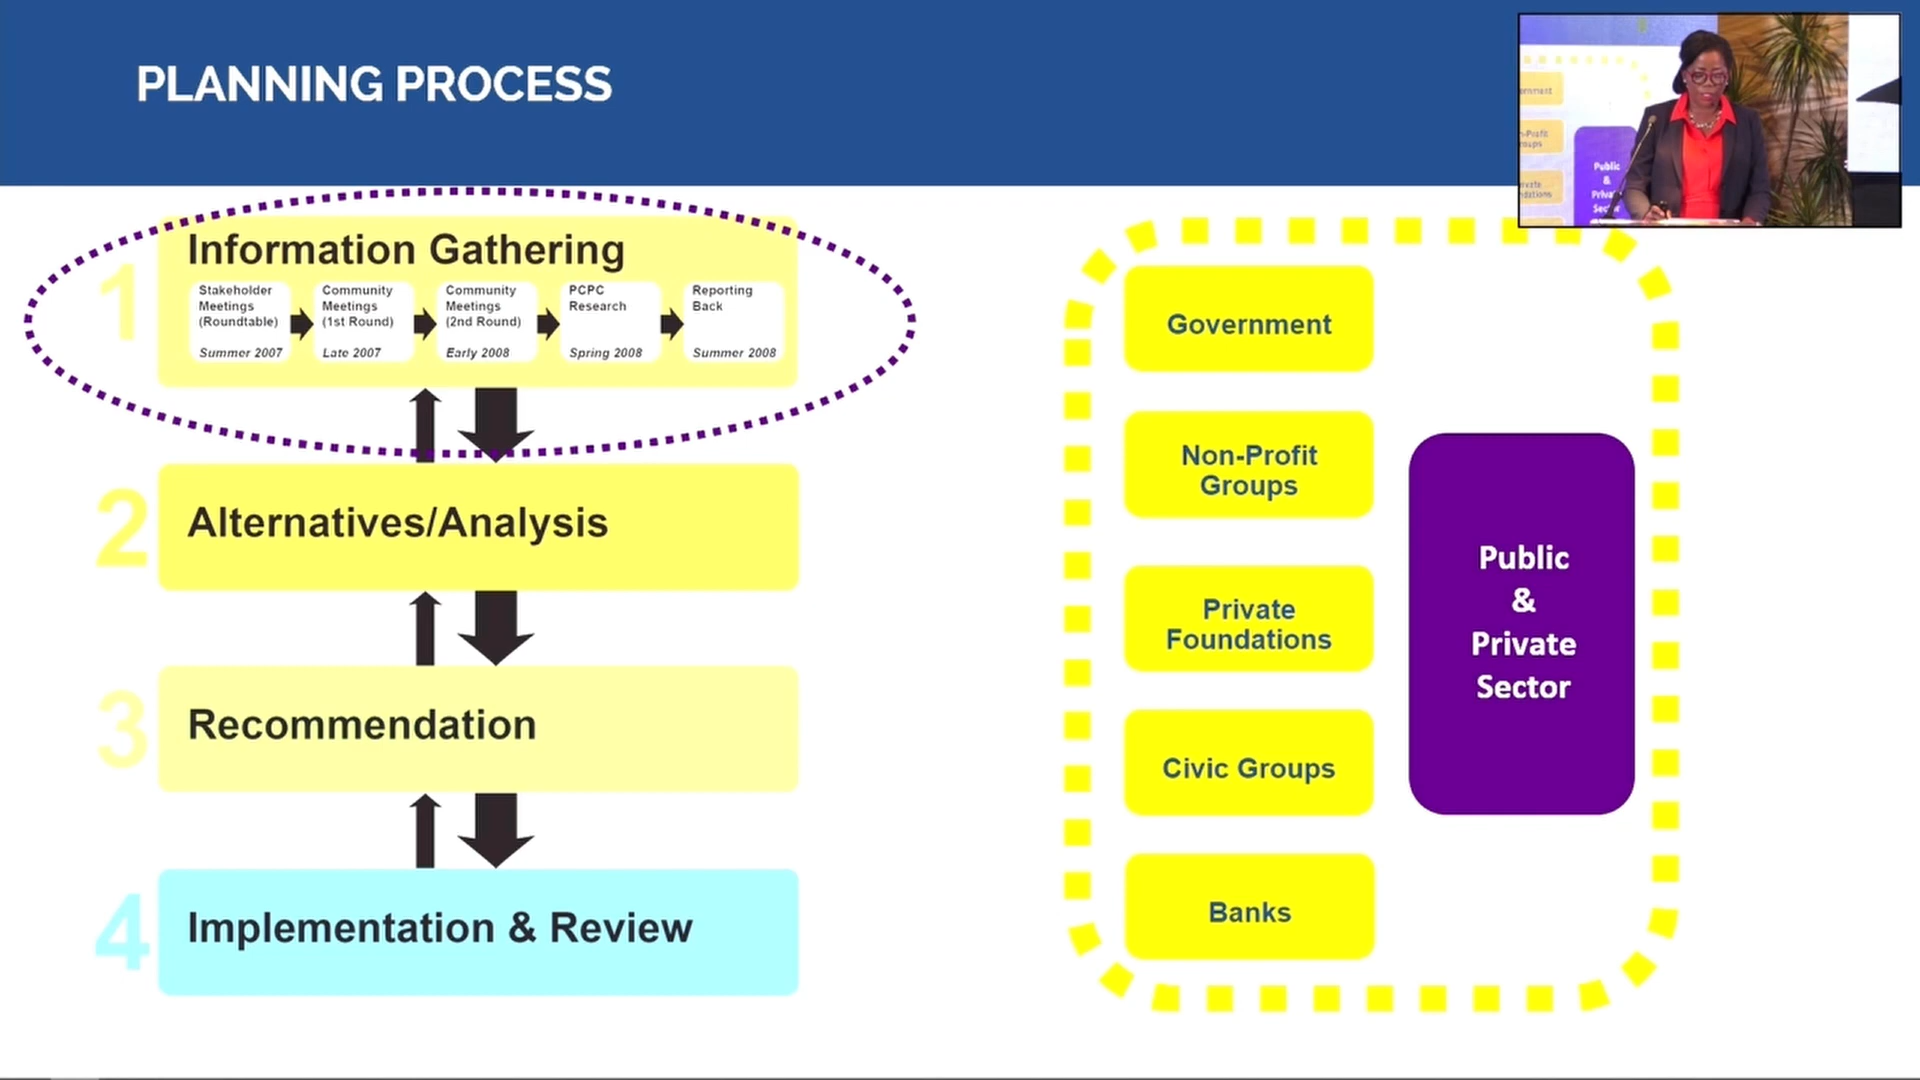 PLANNING PROCESS
1
Information Gathering
Stakeholder
Meetings
(Roundtable)
Summer 2007
Community
Meetings
(1st Round)
Late 2007
Community
Meetings
(2nd Round)
Early 2008
PCPC
Research
Spring 2008
Reporting
Back
Summer 2008
2
Alternatives/Analysis
3
Recommendation
4
Implementation & Review
Government
Non-Profit
Groups
Private
Foundations
Civic Groups
Banks
Public
&
Private
Sector
Public
&